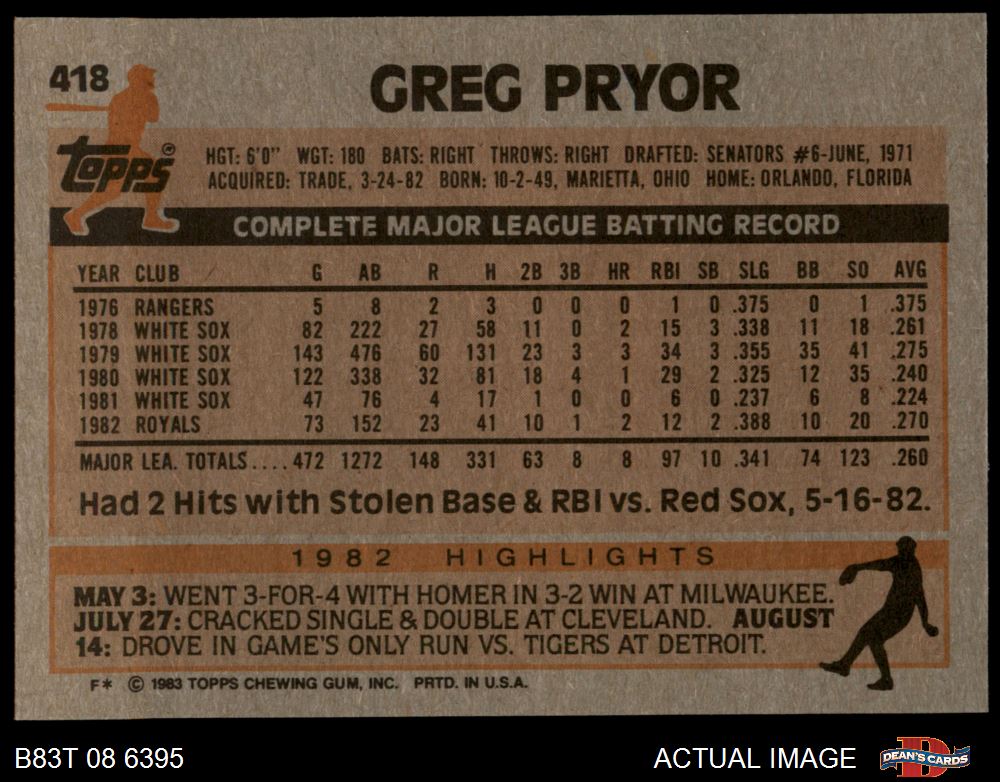 418
GREG PRYOR
Topps®
HGT: 6'0" WGT: 180 BATS: RIGHT THROWS: RIGHT DRAFTED: SENATORS #6-JUNE, 1971
ACQUIRED: TRADE, 3-24-82 BORN: 10-2-49, MARIETTA, OHIO HOME: ORLANDO, FLORIDA
COMPLETE MAJOR LEAGUE BATTING RECORD
YEAR CLUB G AB R H 2B 3B HR RBI SB SLG BB SO AVG
1976 RANGERS 5 8 2 3 0 0 0 1 0 .375 0 1 .375
1978 WHITE SOX 82 222 27 58 11 0 2 15 3 .338 11 18 .261
1979 WHITE SOX 143 476 60 131 23 3 3 34 3 .355 35 41 .275
1980 WHITE SOX 122 338 32 81 18 4 1 29 2 .325 12 35 .240
1981 WHITE SOX 47 76 4 17 1 0 0 6 0 .237 6 8 .224
1982 ROYALS 73 152 23 41 10 1 2 12 2 .388 10 20 .270
MAJOR LEA. TOTALS....472 1272 148 331 63 8 8 97 10 .341 74 123 .260
Had 2 Hits with Stolen Base & RBI vs. Red Sox, 5-16-82.
1982 HIGHLIGHTS
MAY 3: WENT 3-FOR-4 WITH HOMER IN 3-2 WIN AT MILWAUKEE.
JULY 27: CRACKED SINGLE & DOUBLE AT CLEVELAND. AUGUST
14: DROVE IN GAME'S ONLY RUN VS. TIGERS AT DETROIT.
F* © 1983 TOPPS CHEWING GUM, INC. PRTD. IN U.S.A.
B83T 08 6395
ACTUAL IMAGE
DEAN'S CARDS